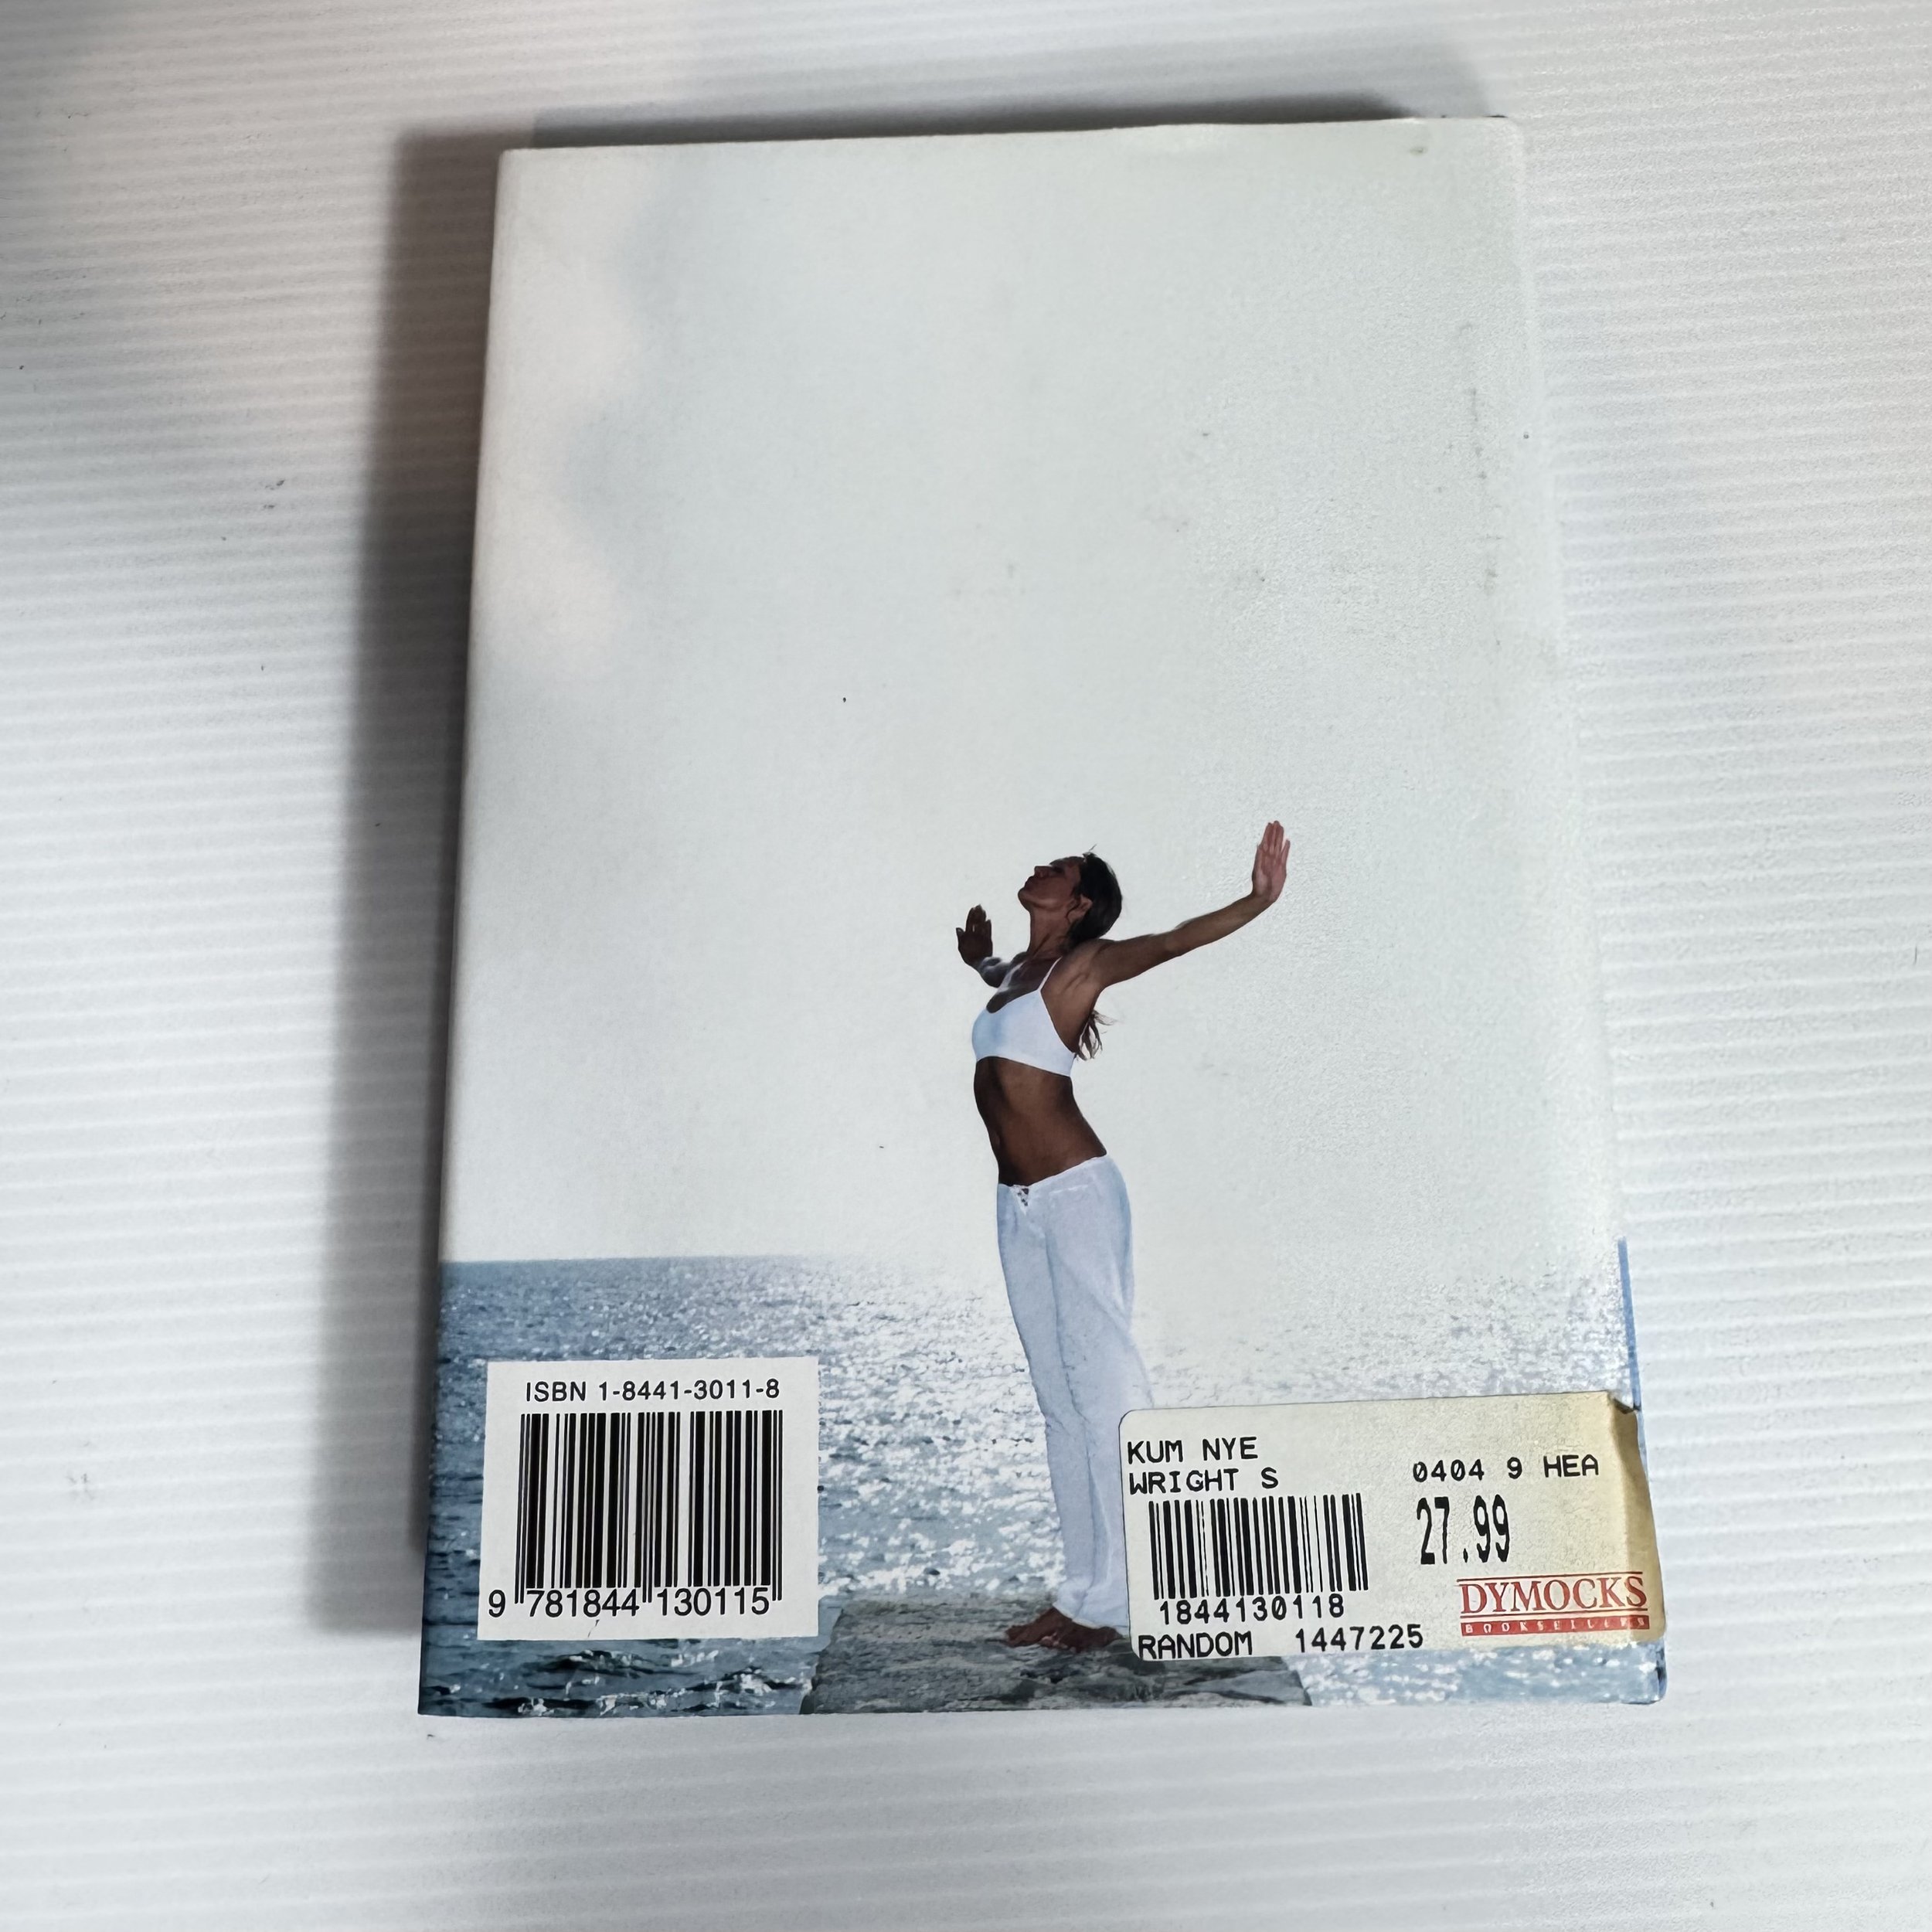 ISBN 1-8441-3011-8
9 781844 130115
KUM NYE
WRIGHT S
0404 9 HEA
27.99
1844130118
DYMOCKS
BOOKSELLERS
RANDOM 1447225